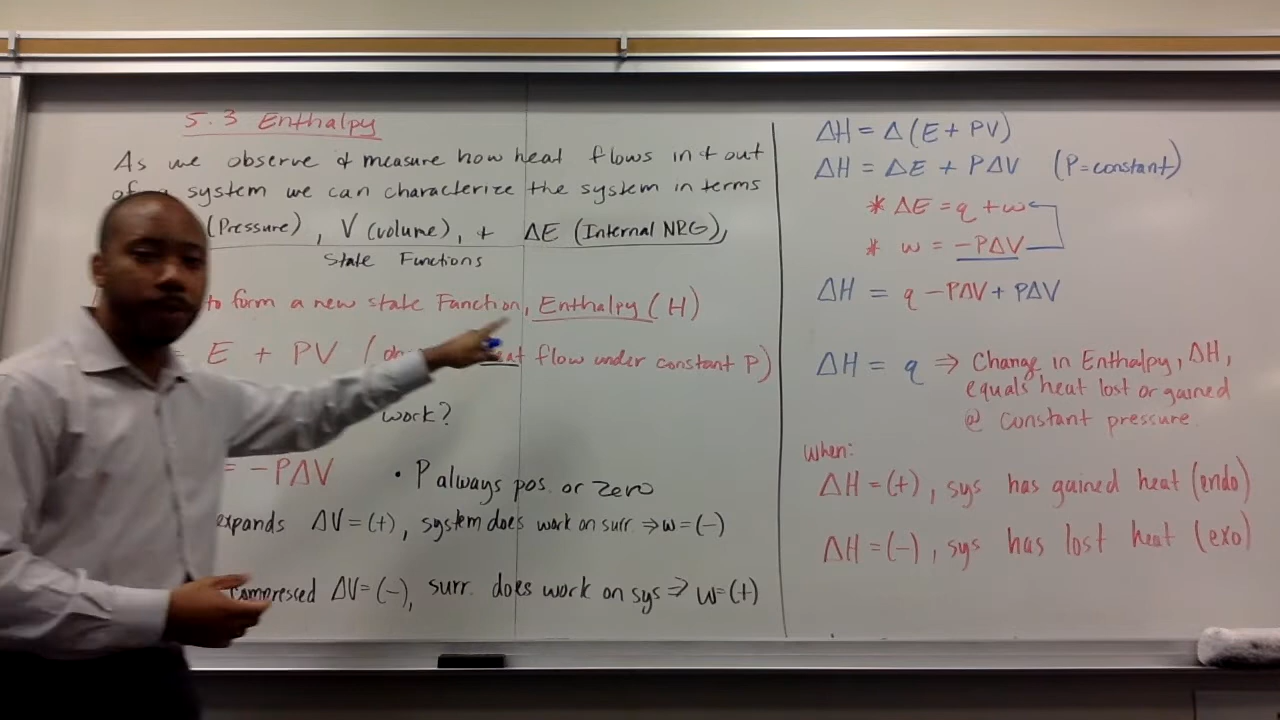 5.3 Enthalpy
As we observe & measure how heat flows in & out
of a system we can characterize the system in terms
(Pressure), V (volume), + ΔE (Internal NRG),
State Functions
to form a new state Function, Enthalpy (H)
= E + PV ( flow under constant P)
work?
= -PΔV • P always pos. or zero
expands ΔV = (+), system does work on surr. ⇒ w = (-)
compressed ΔV = (-), surr. does work on sys ⇒ w = (+)
ΔH = Δ(E + PV)
ΔH = ΔE + PΔV (P = constant)
* ΔE = q + w
* w = -PΔV
ΔH = q - PΔV + PΔV
ΔH = q ⇒ Change in Enthalpy, ΔH,
equals heat lost or gained
@ constant pressure.
when:
ΔH = (+), sys has gained heat (endo)
ΔH = (-), sys has lost heat (exo)